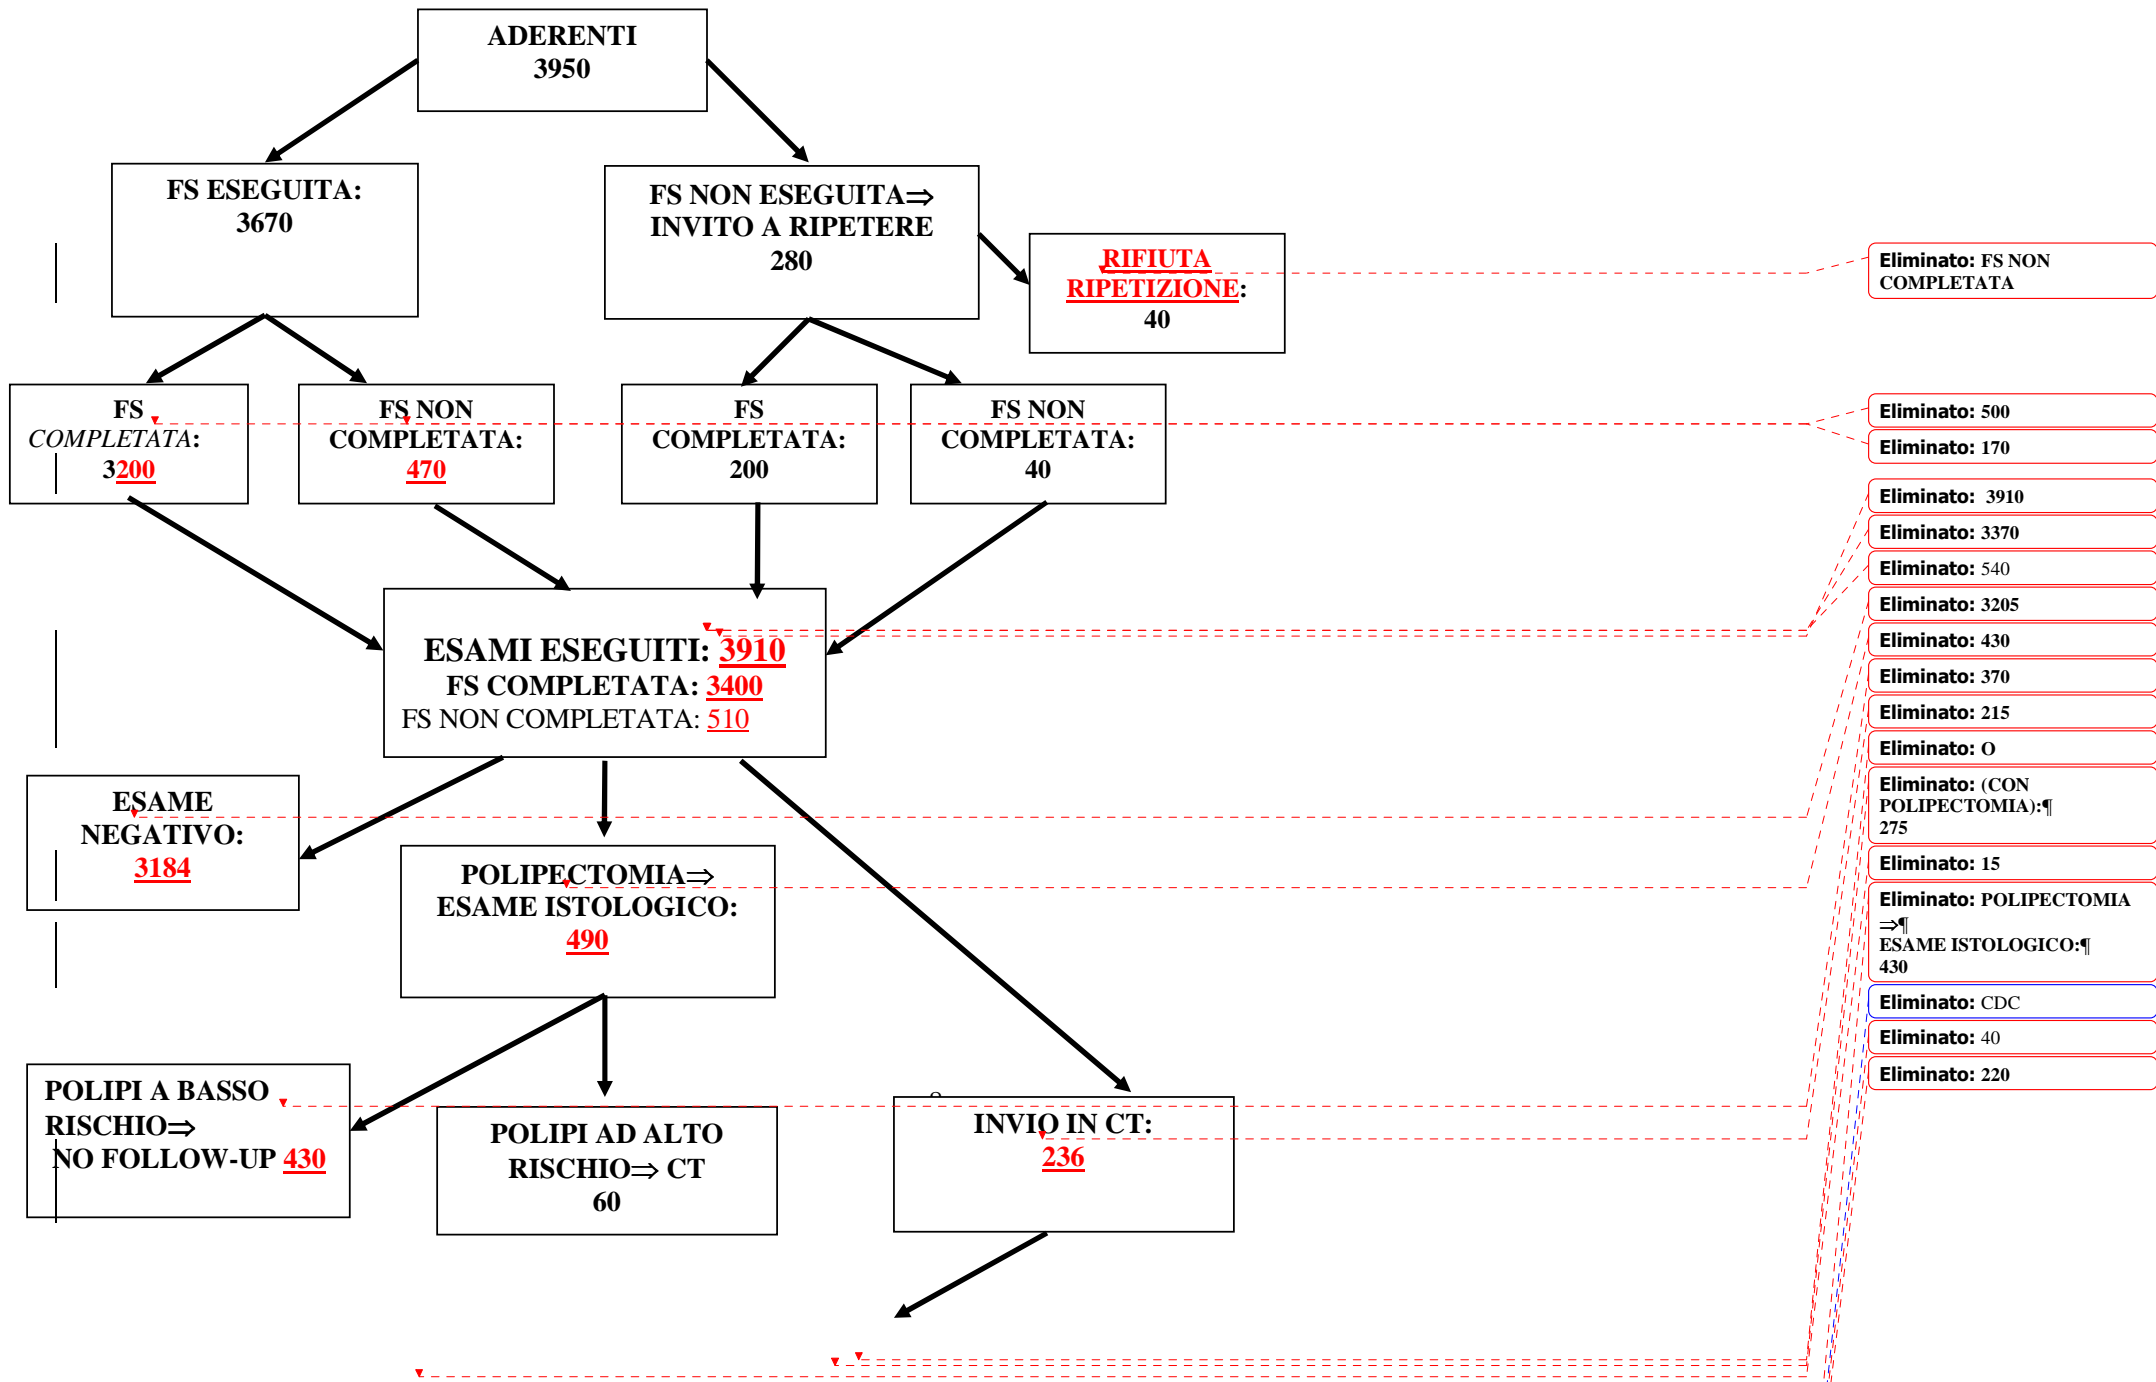 ADERENTI
3950
FS ESEGUITA:
3670
FS NON ESEGUITA⇒
INVITO A RIPETERE
280
RIFIUTA
RIPETIZIONE:
40
FS
COMPLETATA:
3200
FS NON
COMPLETATA:
470
FS
COMPLETATA:
200
FS NON
COMPLETATA:
40
ESAMI ESEGUITI: 3910
FS COMPLETATA: 3400
FS NON COMPLETATA: 510
ESAME
NEGATIVO:
3184
POLIPECTOMIA⇒
ESAME ISTOLOGICO:
490
POLIPI A BASSO
RISCHIO⇒
NO FOLLOW-UP 430
POLIPI AD ALTO
RISCHIO⇒ CT
60
INVIO IN CT:
236
Eliminato: FS NON
COMPLETATA
Eliminato: 500
Eliminato: 170
Eliminato: 3910
Eliminato: 3370
Eliminato: 540
Eliminato: 3205
Eliminato: 430
Eliminato: 370
Eliminato: 215
Eliminato: O
Eliminato: (CON
POLIPECTOMIA):¶
275
Eliminato: 15
Eliminato: POLIPECTOMIA
⇒¶
ESAME ISTOLOGICO:¶
430
Eliminato: CDC
Eliminato: 40
Eliminato: 220